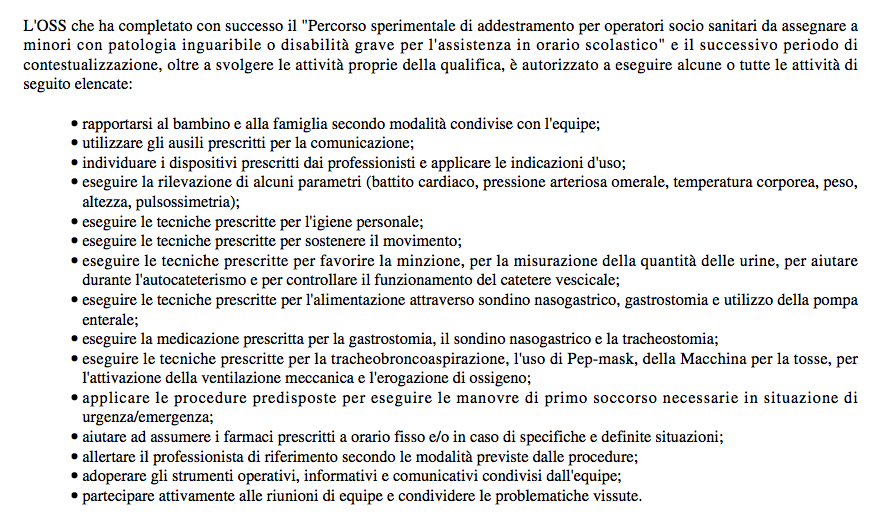 L'OSS che ha completato con successo il "Percorso sperimentale di addestramento per operatori socio sanitari da assegnare a
minori con patologia inguaribile o disabilità grave per l'assistenza in orario scolastico" e il successivo periodo di
contestualizzazione, oltre a svolgere le attività proprie della qualifica, è autorizzato a eseguire alcune o tutte le attività di
seguito elencate:
• rapportarsi al bambino e alla famiglia secondo modalità condivise con l'equipe;
• utilizzare gli ausili prescritti per la comunicazione;
• individuare i dispositivi prescritti dai professionisti e applicare le indicazioni d'uso;
• eseguire la rilevazione di alcuni parametri (battito cardiaco, pressione arteriosa omerale, temperatura corporea, peso,
altezza, pulsossimetria);
• eseguire le tecniche prescritte per l'igiene personale;
• eseguire le tecniche prescritte per sostenere il movimento;
• eseguire le tecniche prescritte per favorire la minzione, per la misurazione della quantità delle urine, per aiutare
durante l'autocateterismo e per controllare il funzionamento del catetere vescicale;
• eseguire le tecniche prescritte per l'alimentazione attraverso sondino nasogastrico, gastrostomia e utilizzo della pompa
enterale;
• eseguire la medicazione prescritta per la gastrostomia, il sondino nasogastrico e la tracheostomia;
• eseguire le tecniche prescritte per la tracheobroncoaspirazione, l'uso di Pep-mask, della Macchina per la tosse, per
l'attivazione della ventilazione meccanica e l'erogazione di ossigeno;
• applicare le procedure predisposte per eseguire le manovre di primo soccorso necessarie in situazione di
urgenza/emergenza;
• aiutare ad assumere i farmaci prescritti a orario fisso e/o in caso di specifiche e definite situazioni;
• allertare il professionista di riferimento secondo le modalità previste dalle procedure;
• adoperare gli strumenti operativi, informativi e comunicativi condivisi dall'equipe;
• partecipare attivamente alle riunioni di equipe e condividere le problematiche vissute.